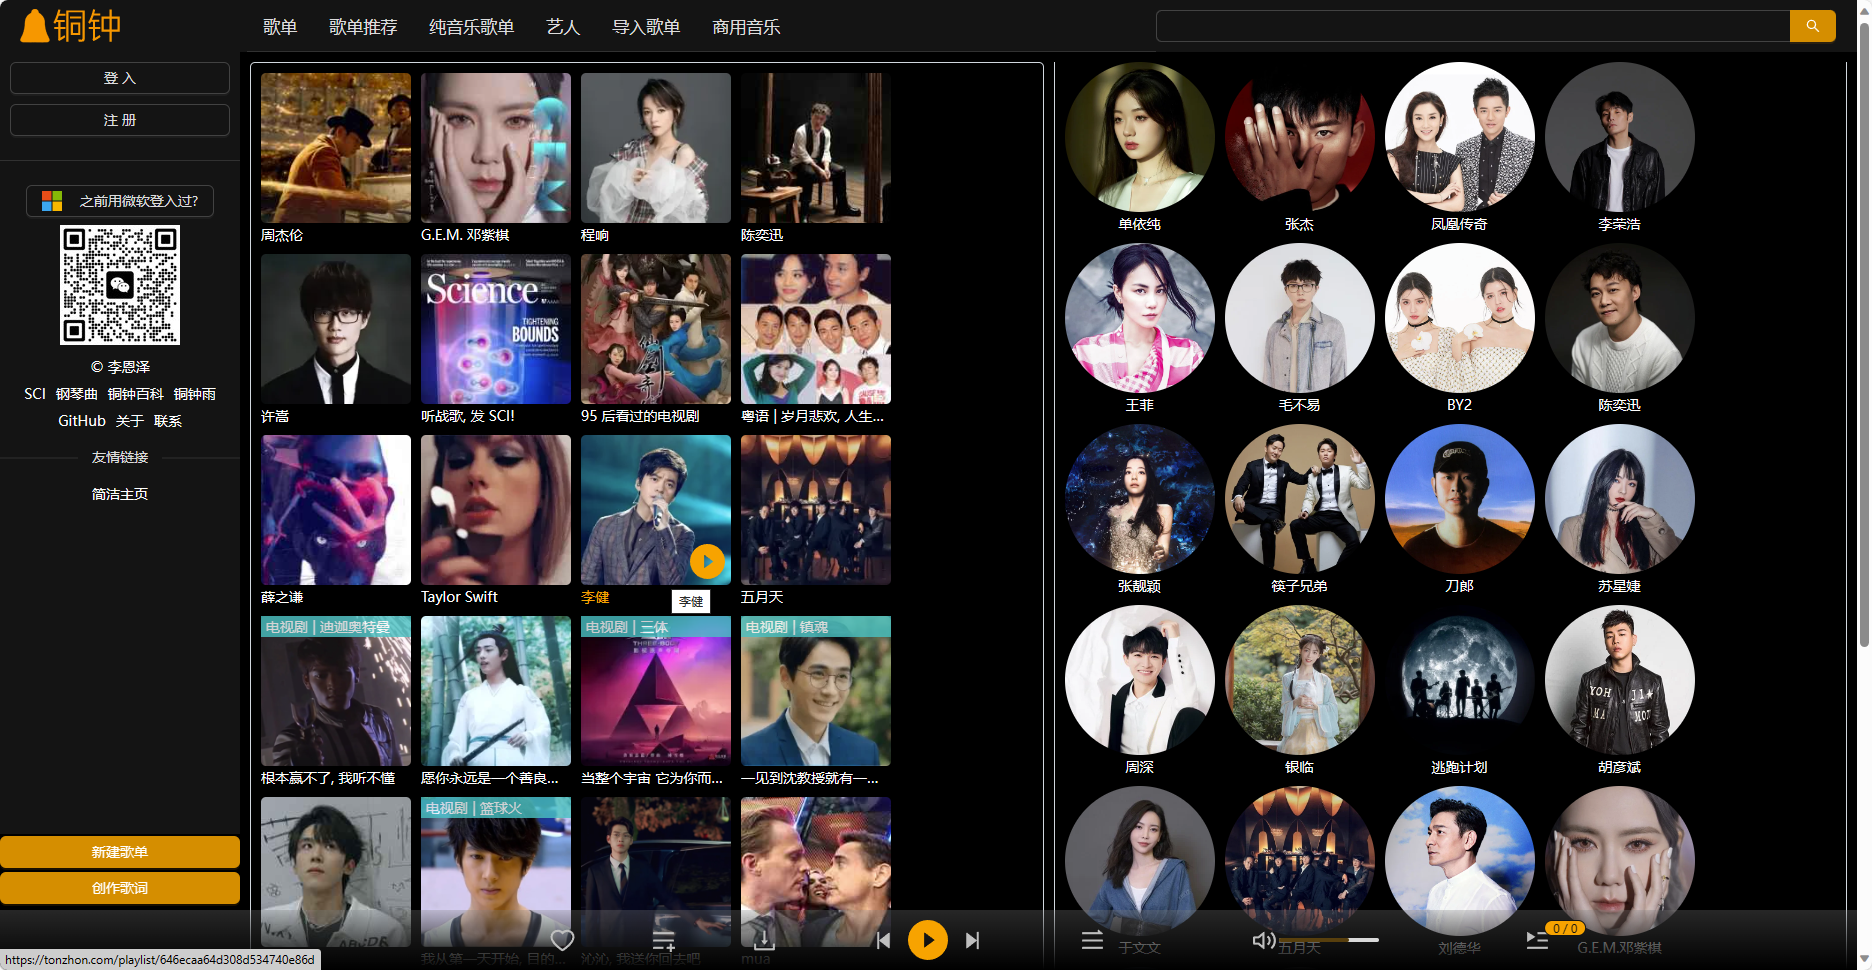 铜钟
歌单 歌单推荐 纯音乐歌单 艺人 导入歌单 商用音乐
登 入
注 册
之前用微软登入过?
© 李恩泽
SCI 钢琴曲 铜钟百科 铜钟雨
GitHub 关于 联系
友情链接
简洁主页
新建歌单
创作歌词
周杰伦 G.E.M. 邓紫棋 程响 陈奕迅
Science
TIGHTENING
BOUNDS
许嵩 听战歌, 发 SCI! 95 后看过的电视剧 粤语 | 岁月悲欢, 人生...
薛之谦 Taylor Swift 李健 五月天
李健
电视剧 | 迪迦奥特曼 电视剧 | 三体 电视剧 | 镇魂
根本赢不了, 我听不懂 愿你永远是一个善良... 当整个宇宙 它为你而... 一见到沈教授就有一...
电视剧 | 篮球火
我从第一天开始, 目的... 沁沁, 我送你回去吧 mua
单依纯 张杰 凤凰传奇 李荣浩
王菲 毛不易 BY2 陈奕迅
张靓颖 筷子兄弟 刀郎 苏星婕
周深 银临 逃跑计划 胡彦斌
于文文 五月天 刘德华 G.E.M.邓紫棋
0 / 0
https://tonzhon.com/playlist/646ecaa64d308d534740e86d